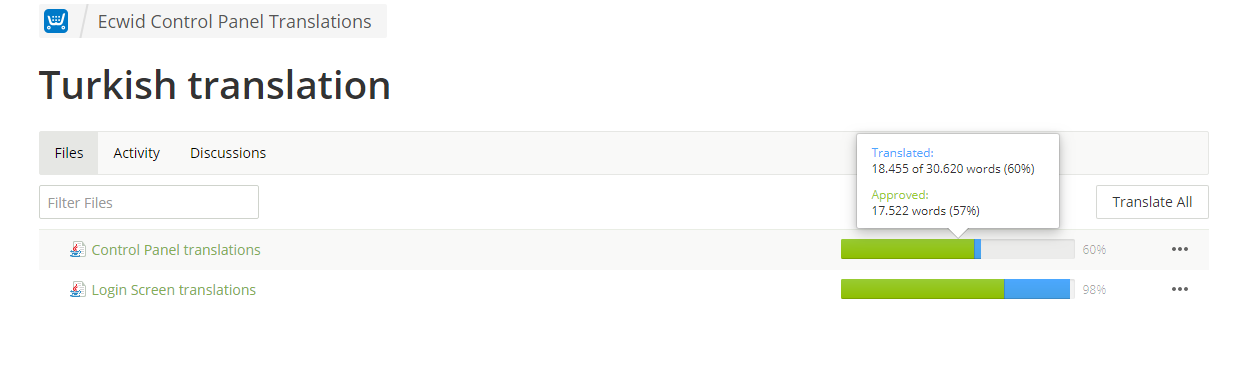 Ecwid Control Panel Translations
Turkish translation
Files Activity Discussions
Translated:
18.455 of 30.620 words (60%)
Approved:
17.522 words (57%)
Filter Files
Translate All
Control Panel translations 60%
Login Screen translations 98%